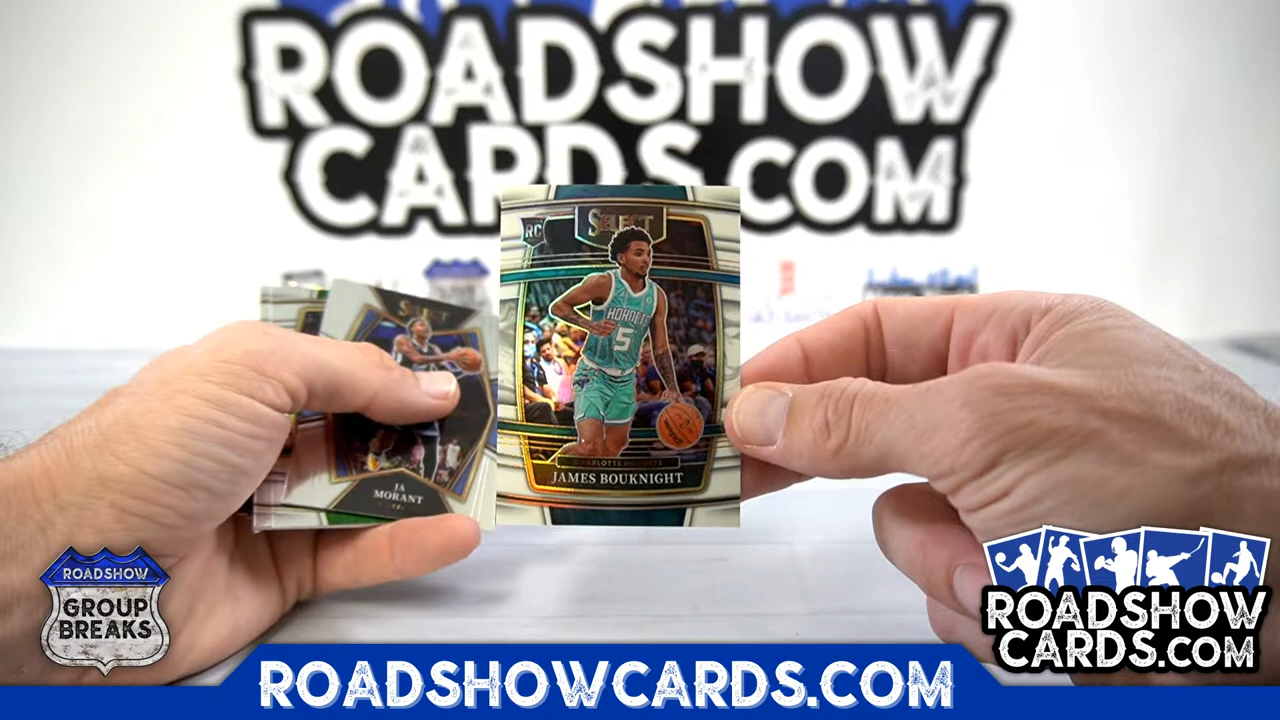 ROADSHOW
CARDS.COM
SELECT
RC
HORNETS
5
CHARLOTTE HORNETS
JAMES BOUKNIGHT
SELECT
JA
MORANT
ROADSHOW
GROUP
BREAKS
ROADSHOW
CARDS.COM
ROADSHOWCARDS.COM